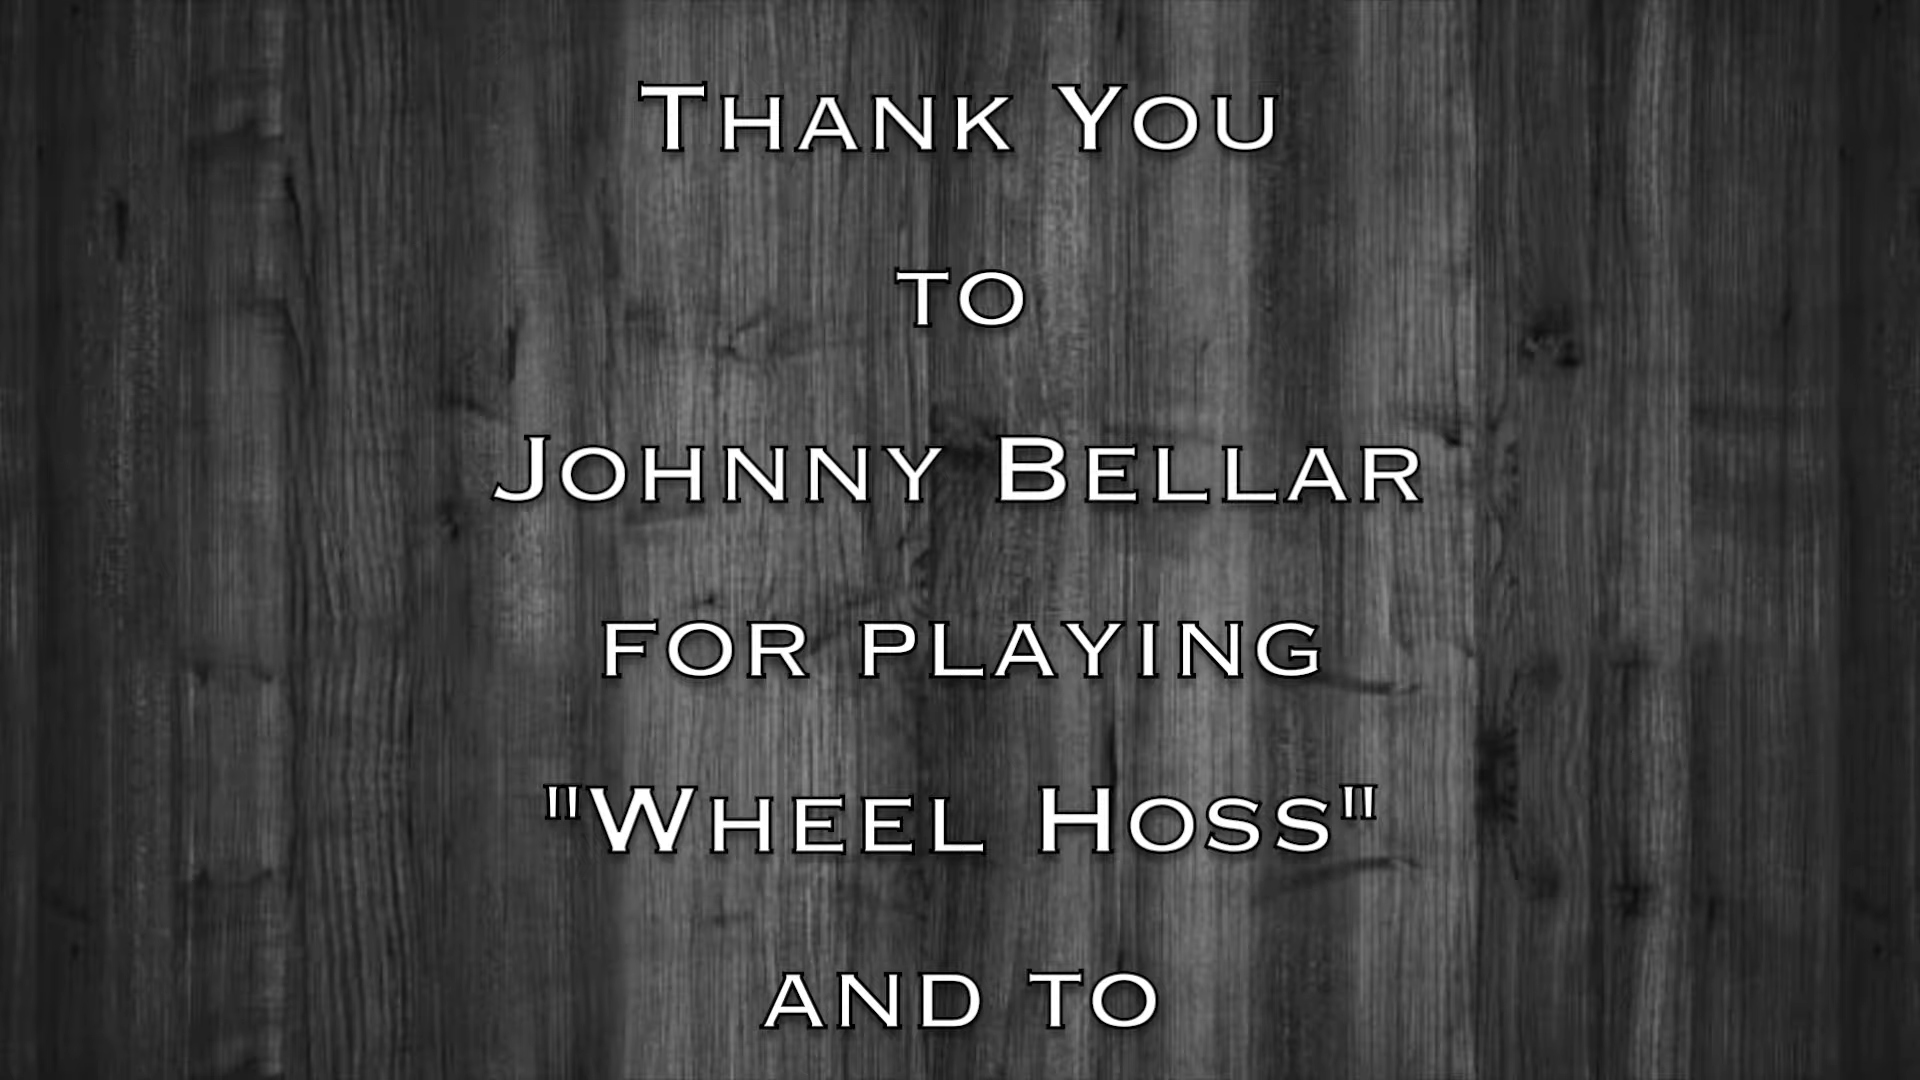 Thank You
to
Johnny Bellar
for playing
"Wheel Hoss"
and to